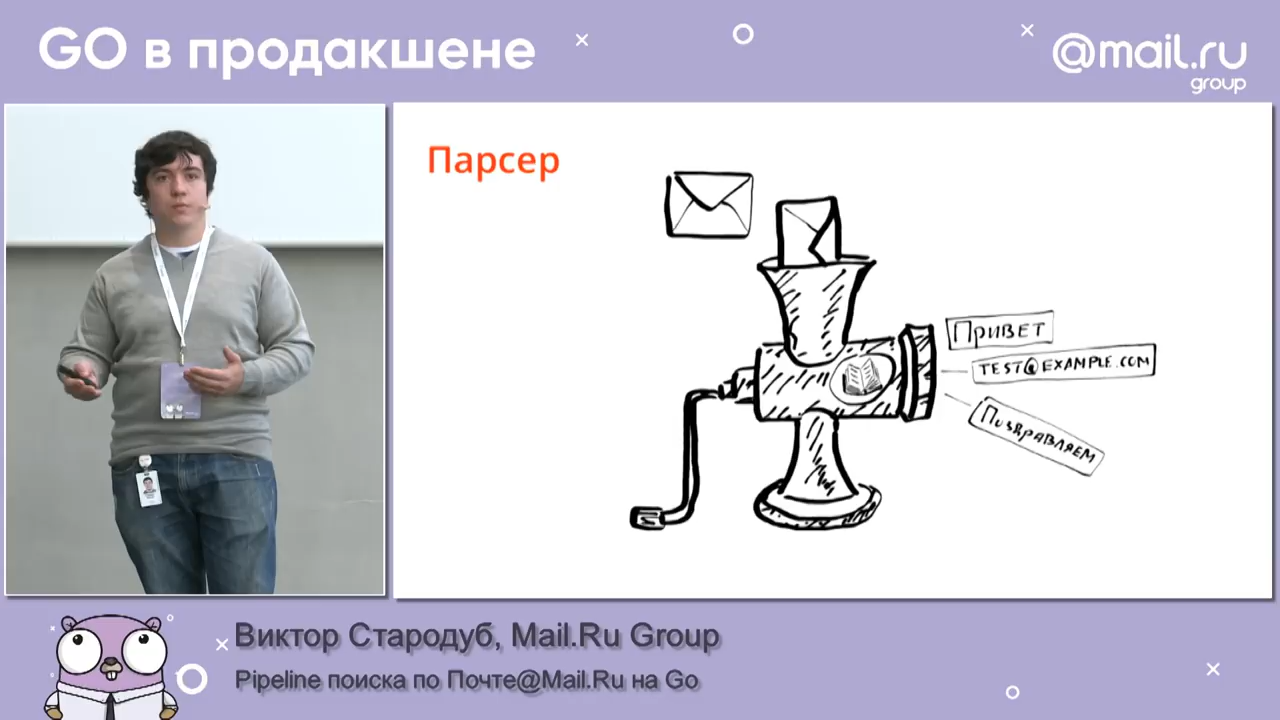 GO в продакшене
@mail.ru
group
Парсер
Привет
TEST@EXAMPLE.COM
Поздравляем
Виктор Стародуб, Mail.Ru Group
Pipeline поиска по Почте@Mail.Ru на Go